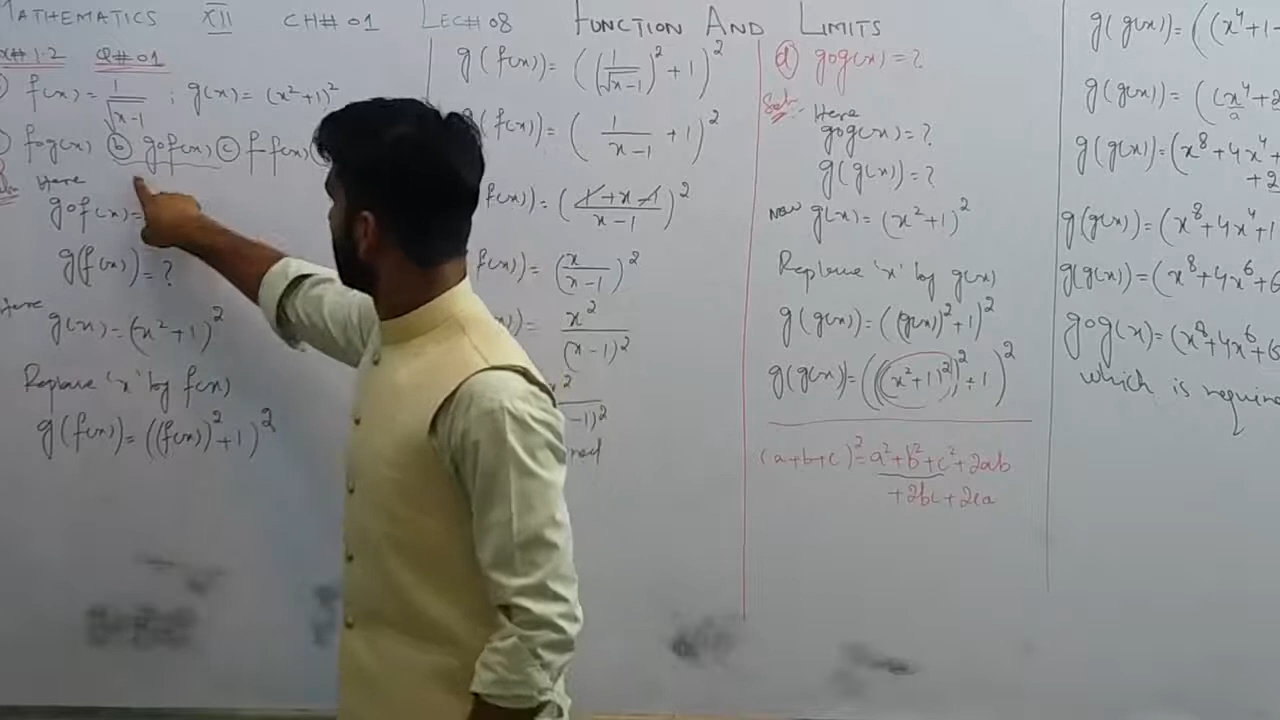 MATHEMATICS XII CH# 01 LEC# 08 FUNCTION AND LIMITS
x# 1.2 Q# 01
f(x) = 1/√(x-1) ; g(x) = (x²+1)²
fog(x) (b) gof(x) (c) f-f(x)
Here
gof(x) =
g(f(x)) = ?
Here
g(x) = (x²+1)²
Replace 'x' by f(x)
g(f(x)) = ((f(x))²+1)²
g(f(x)) = ((1/√(x-1))²+1)²
g(f(x)) = (1/(x-1) + 1)²
f(x)) = ((1+x-1)/(x-1))²
f(x)) = (x/(x-1))²
)) = x²/(x-1)²
x²/(x-1)²
(d) gog(x) = ?
Sol:- Here
gog(x) = ?
g(g(x)) = ?
now g(x) = (x²+1)²
Replace 'x' by g(x)
g(g(x)) = ((g(x))²+1)²
g(g(x)) = (((x²+1)²)²+1)²
(a+b+c)² = a²+b²+c²+2ab
+2bc+2ca
g(g(x)) = ((x⁴+1
g(g(x)) = ((x⁴+2
a
g(g(x)) = (x⁸+4x⁴+
+2
g(g(x)) = (x⁸+4x⁴+1
g(g(x)) = (x⁸+4x⁶+6
gog(x) = (x⁸+4x⁶+6
which is requir